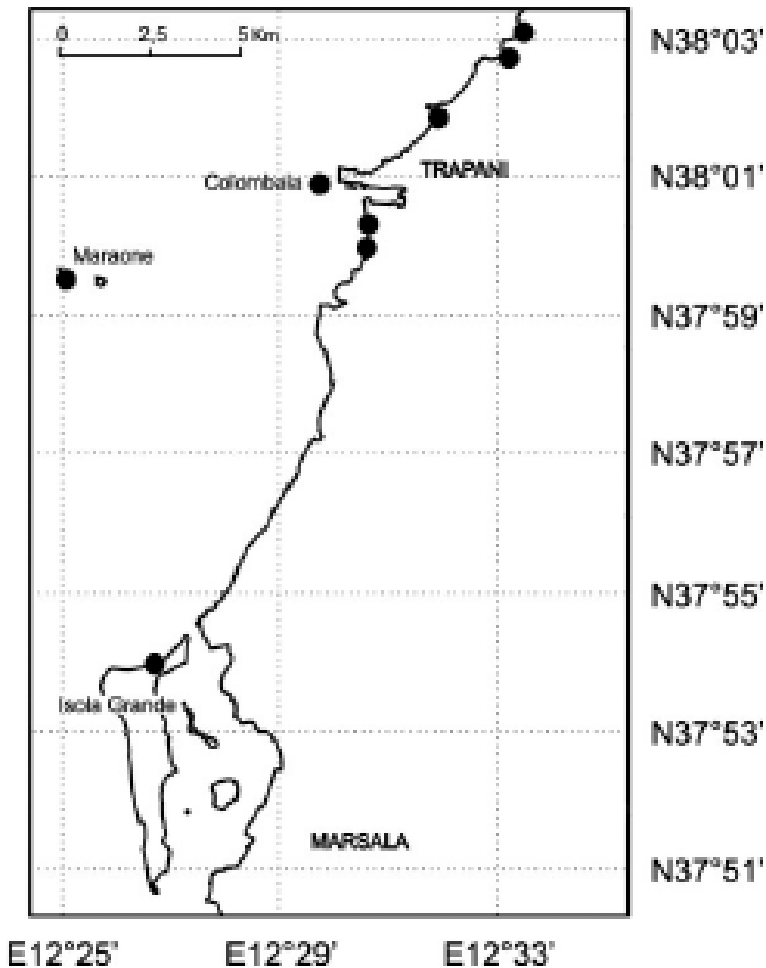 0 2,5 5 Km
N38°03'
TRAPANI
N38°01'
Colombaia
Maraone
N37°59'
N37°57'
N37°55'
Isola Grande
N37°53'
MARSALA
N37°51'
E12°25' E12°29' E12°33'